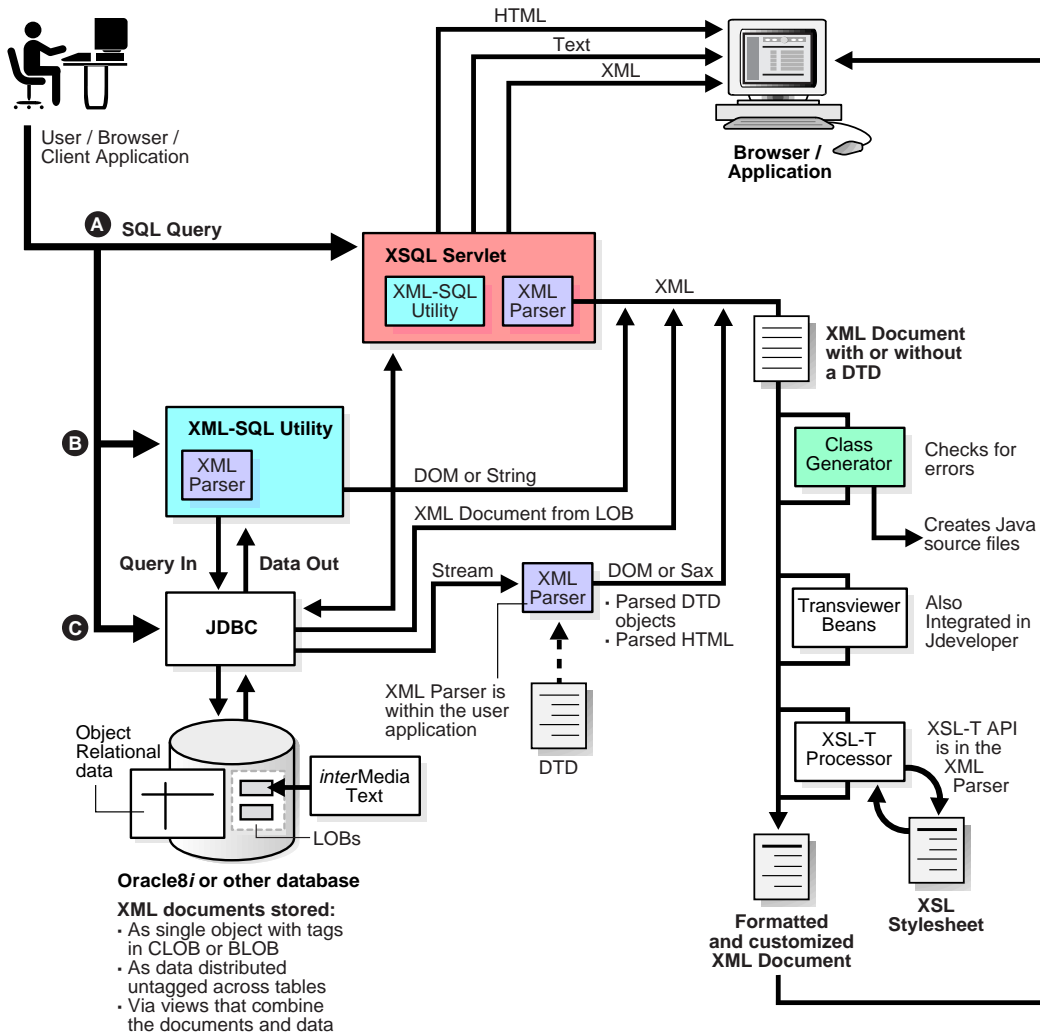 HTML
Text
XML
User / Browser /
Client Application
Browser /
Application
A
SQL Query
XSQL Servlet
XML-SQL
Utility
XML
Parser
XML
XML Document
with or without
a DTD
B
XML-SQL Utility
XML
Parser
DOM or String
Class
Generator
Checks for
errors
XML Document from LOB
Creates Java
source files
Query In
Data Out
Stream
XML
Parser
DOM or Sax
· Parsed DTD
objects
· Parsed HTML
C
JDBC
Transviewer
Beans
Also
Integrated in
Jdeveloper
XML Parser is
within the user
application
DTD
Object
Relational
data
interMedia
Text
LOBs
XSL-T
Processor
XSL-T API
is in the
XML
Parser
Oracle8i or other database
XML documents stored:
· As single object with tags
in CLOB or BLOB
· As data distributed
untagged across tables
· Via views that combine
the documents and data
XSL
Stylesheet
Formatted
and customized
XML Document